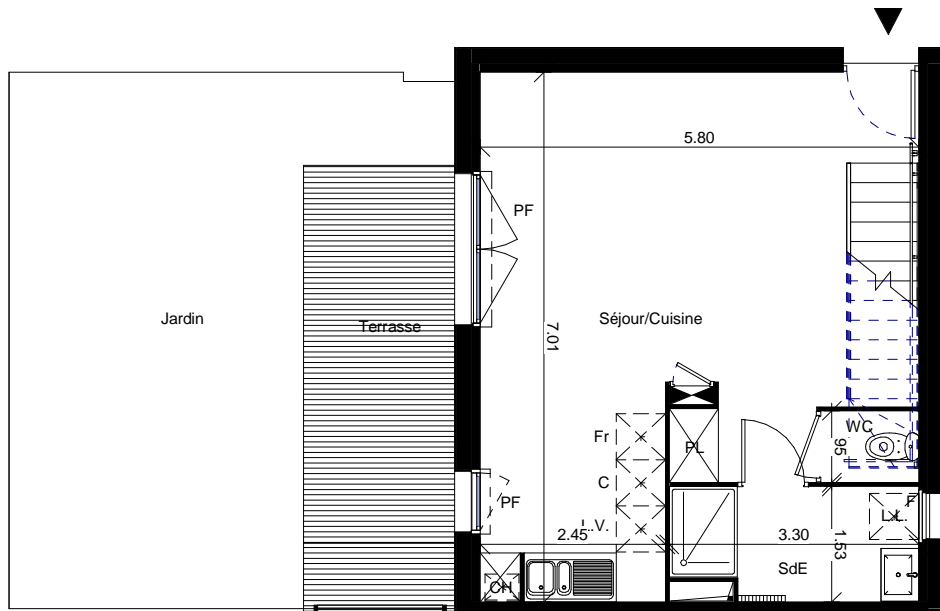 5.80
PF
Jardin
Terrasse
7.01
Séjour/Cuisine
Fr
PL
WC
95
C
PF
L.V.
L.L.
F
2.45
3.30
1.53
SdE
CH